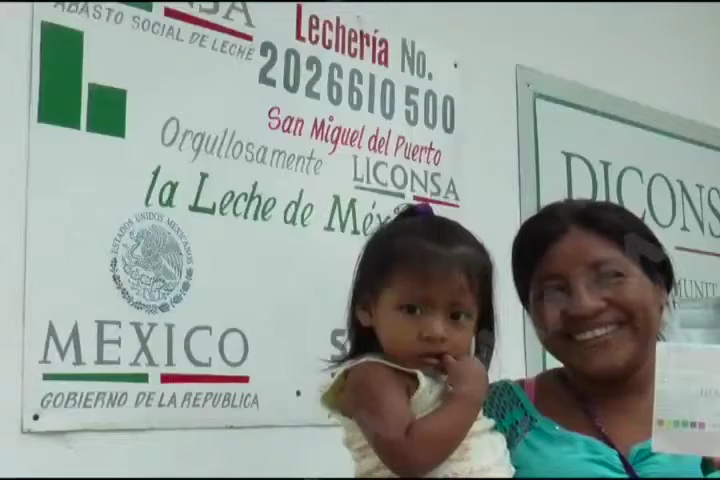 ABASTO SOCIAL DE LECHE
Lechería No.
2026610500
San Miguel del Puerto
Orgullosamente
LICONSA
la Leche de
ESTADOS UNIDOS MEXICANOS
MEXICO
GOBIERNO DE LA REPUBLICA
DICONS